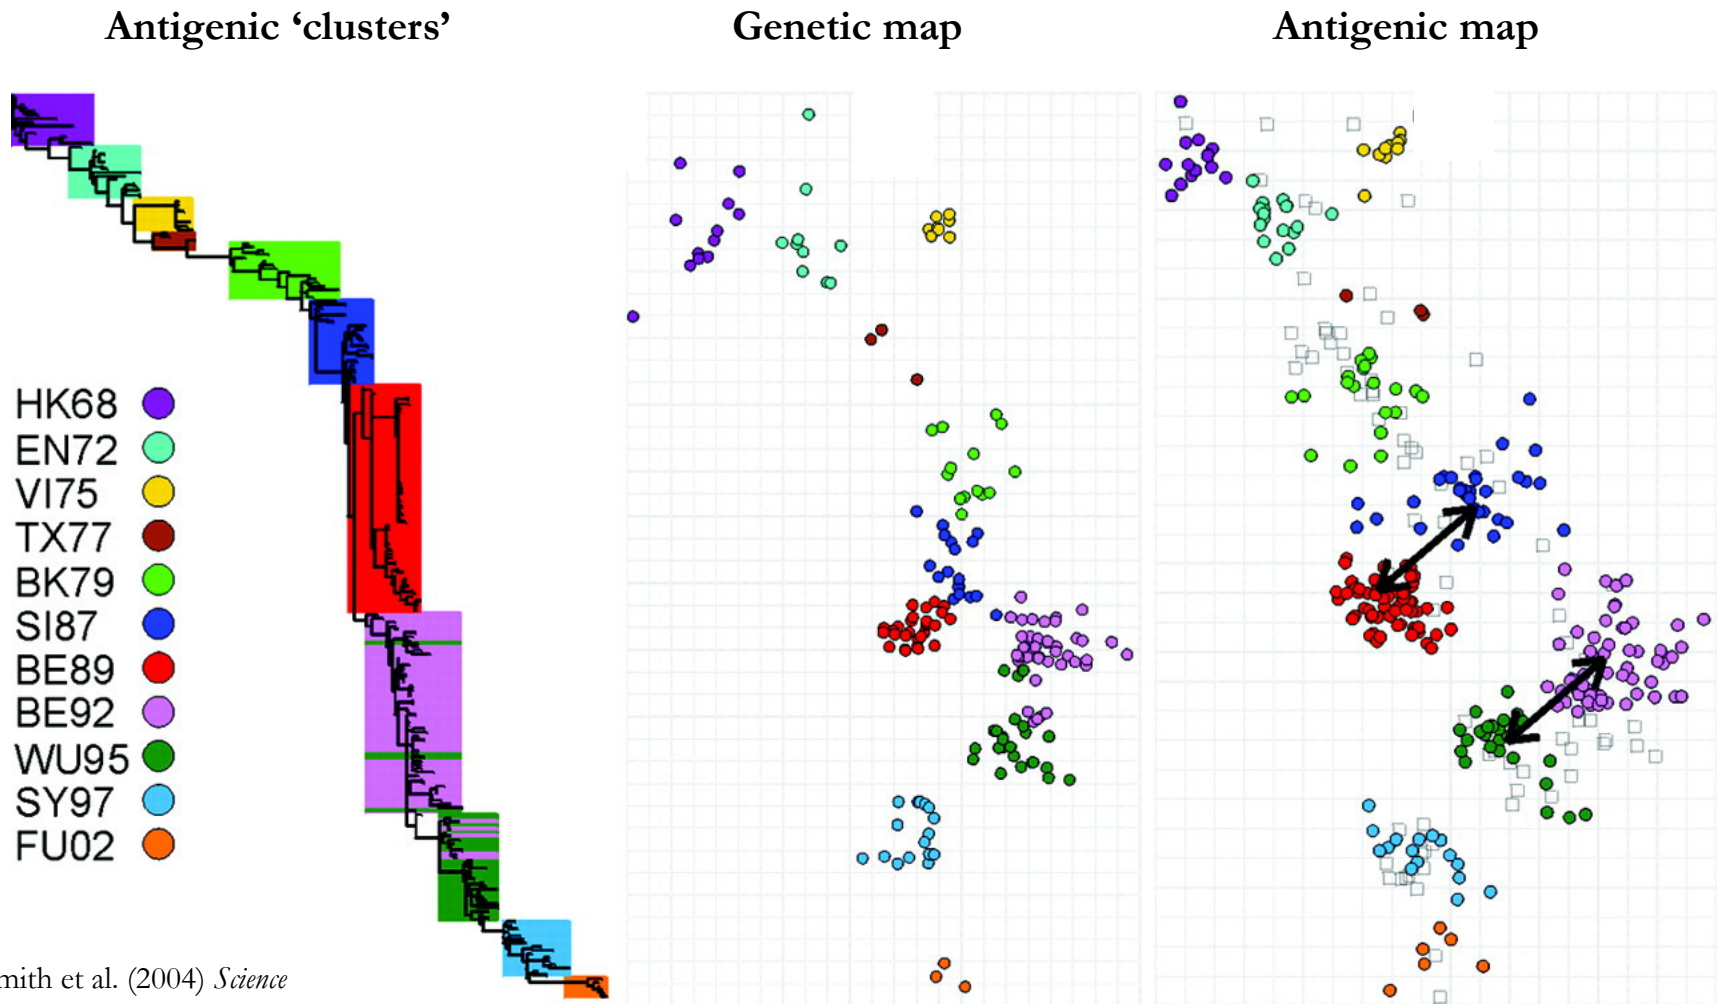 Antigenic ‘clusters’
Genetic map
Antigenic map
HK68
EN72
VI75
TX77
BK79
SI87
BE89
BE92
WU95
SY97
FU02
mith et al. (2004) Science